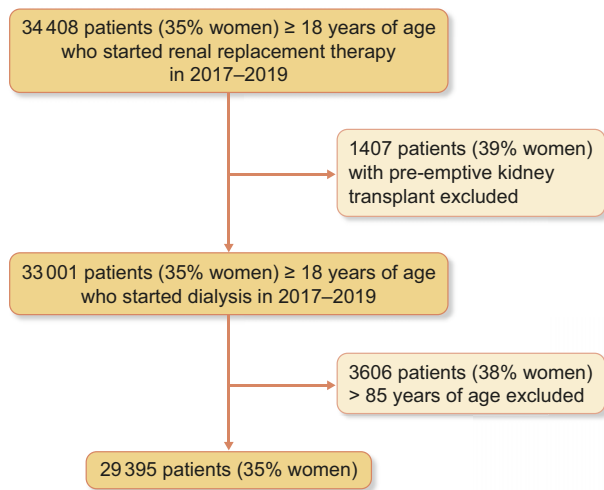 34 408 patients (35% women) ≥ 18 years of age
who started renal replacement therapy
in 2017–2019
1407 patients (39% women)
with pre-emptive kidney
transplant excluded
33 001 patients (35% women) ≥ 18 years of age
who started dialysis in 2017–2019
3606 patients (38% women)
> 85 years of age excluded
29 395 patients (35% women)